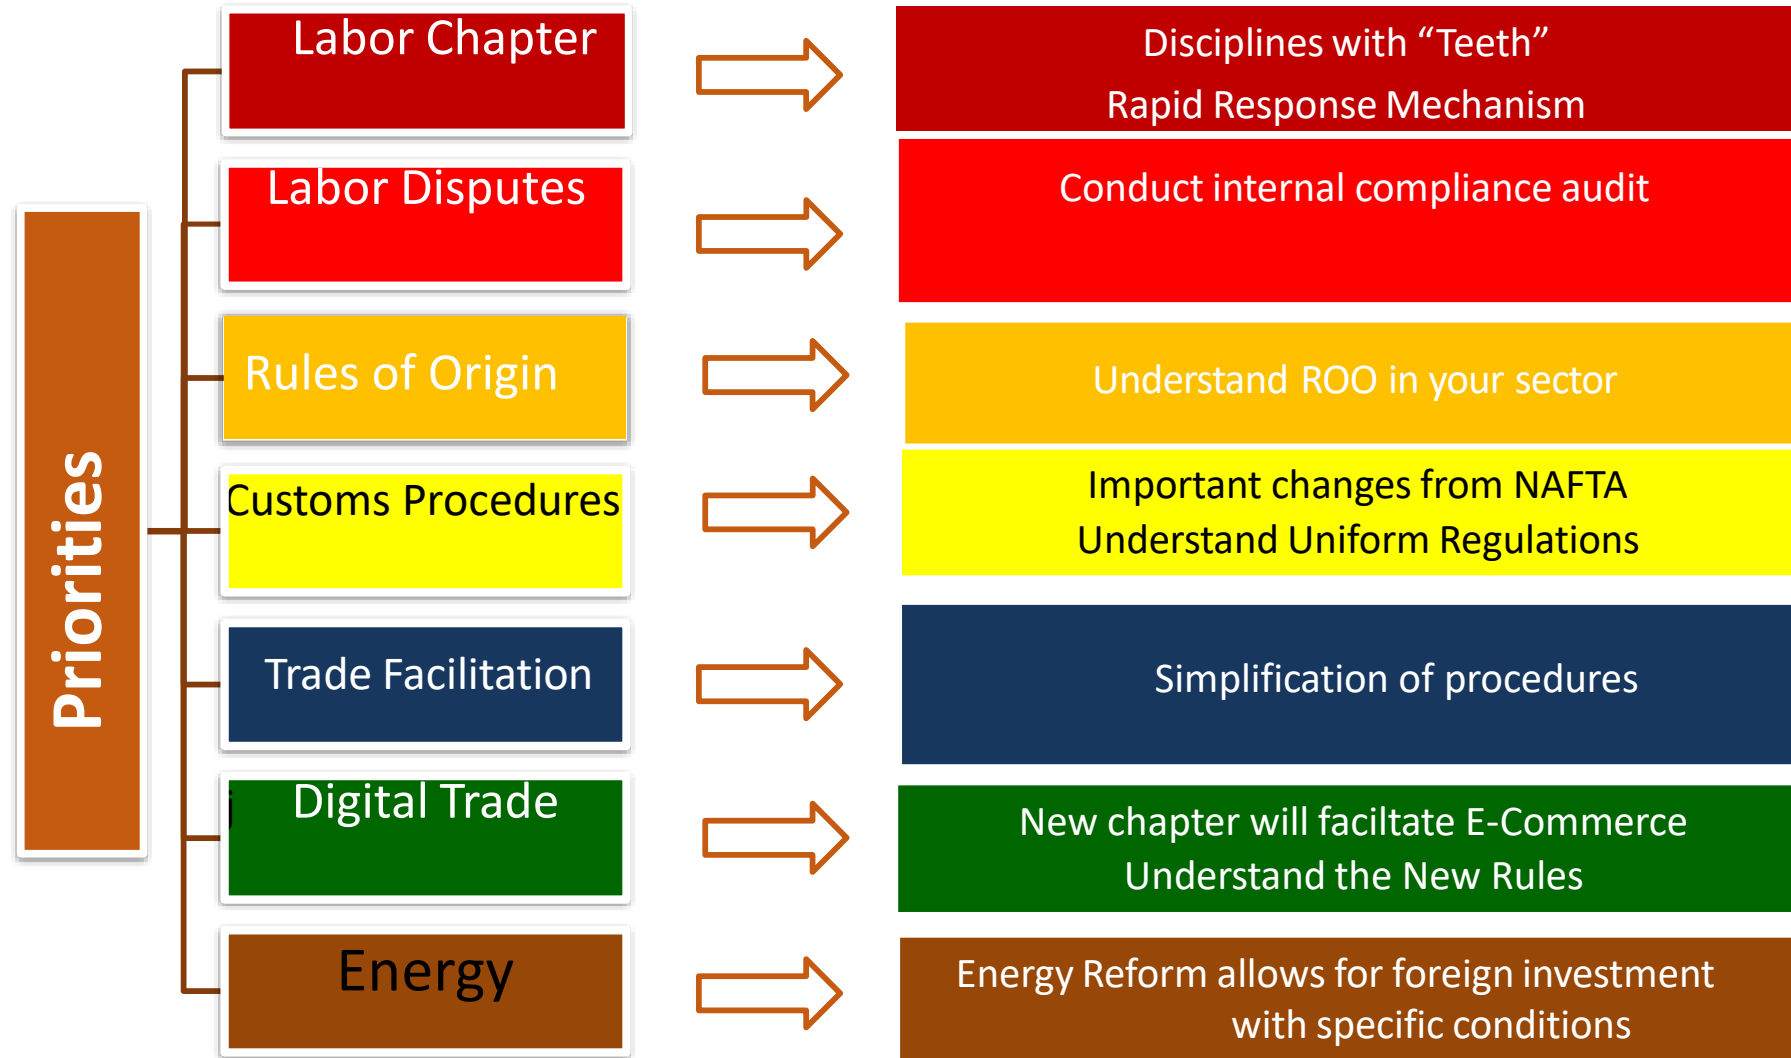 Priorities
Labor Chapter
Disciplines with “Teeth”
Rapid Response Mechanism
Labor Disputes
Conduct internal compliance audit
Rules of Origin
Understand ROO in your sector
Customs Procedures
Important changes from NAFTA
Understand Uniform Regulations
Trade Facilitation
Simplification of procedures
Digital Trade
New chapter will faciltate E-Commerce
Understand the New Rules
Energy
Energy Reform allows for foreign investment
with specific conditions